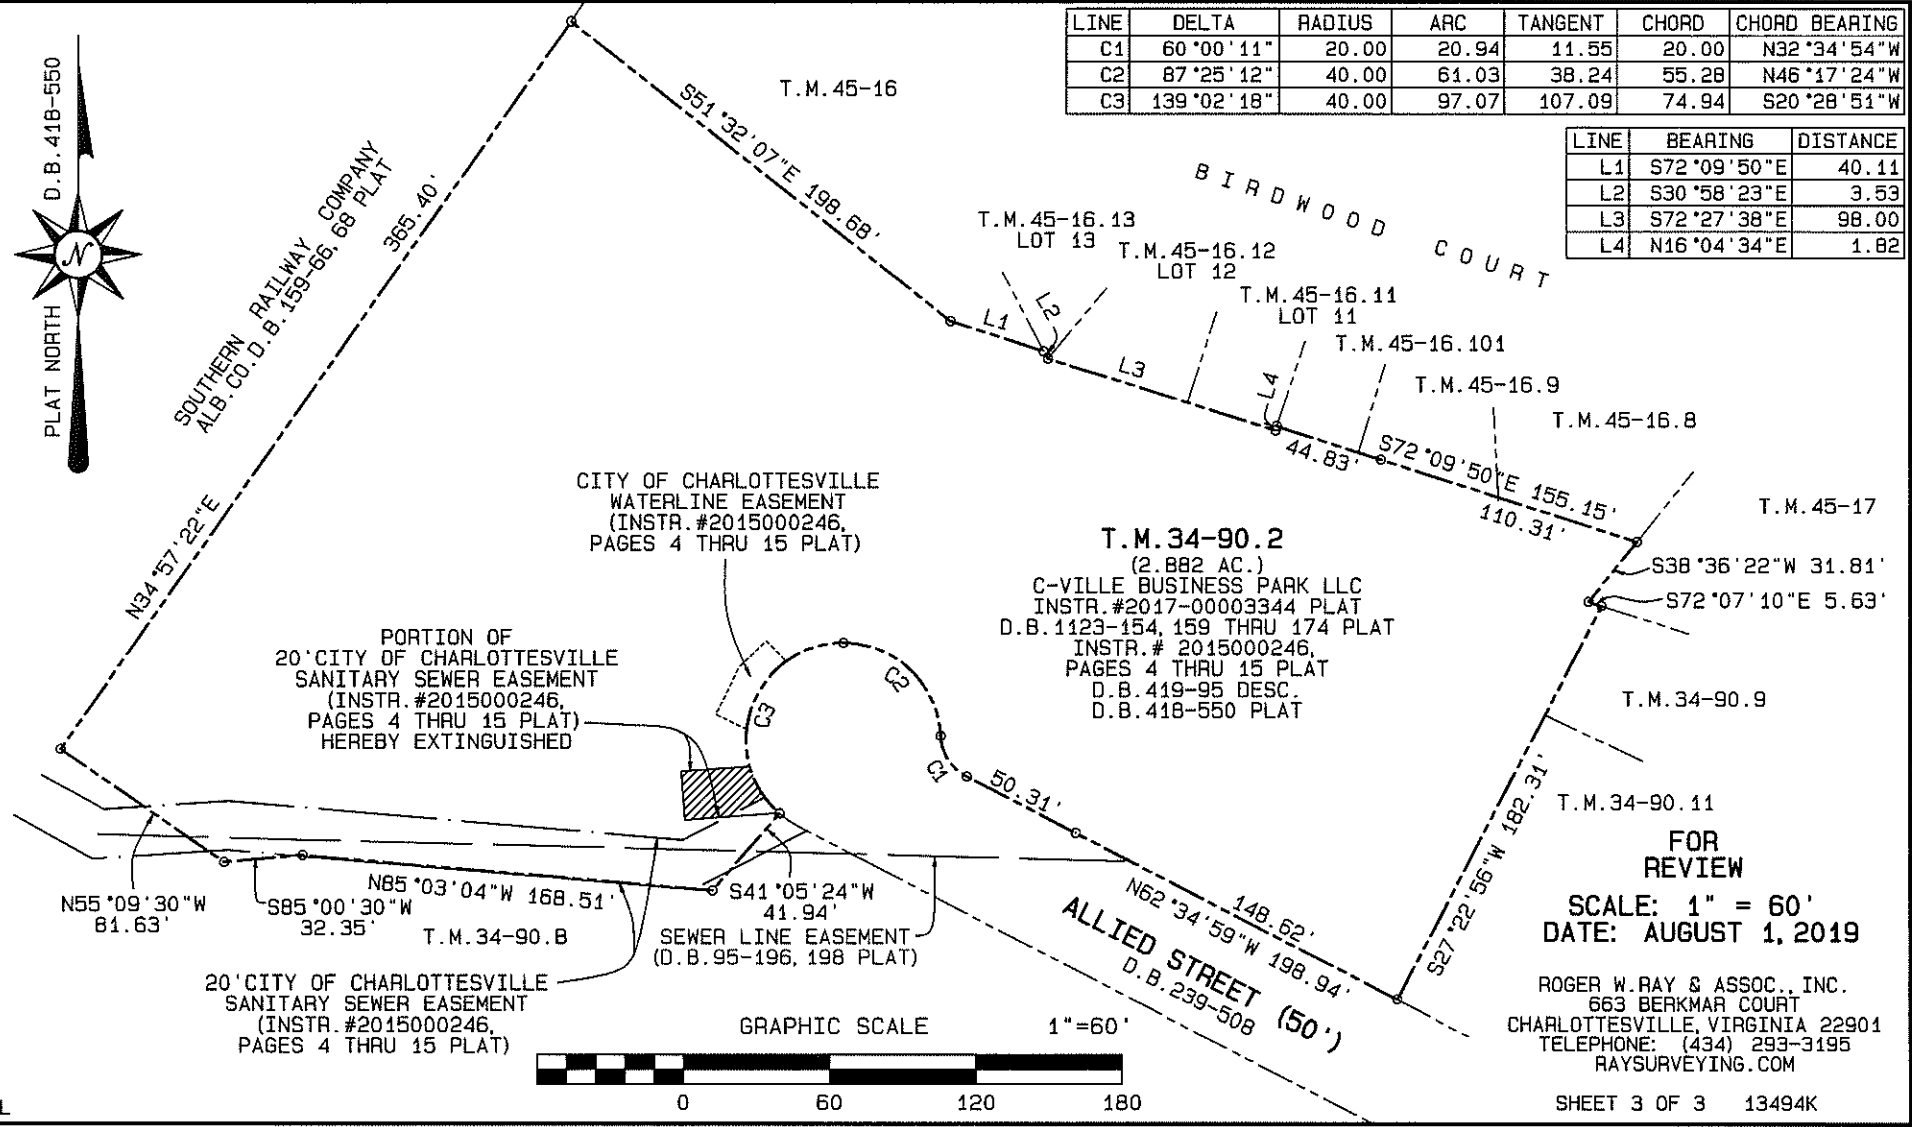 LINE DELTA RADIUS ARC TANGENT CHORD CHORD BEARING
C1 60°00'11" 20.00 20.94 11.55 20.00 N32°34'54"W
C2 87°25'12" 40.00 61.03 38.24 55.28 N46°17'24"W
C3 139°02'18" 40.00 97.07 107.09 74.94 S20°28'51"W
LINE BEARING DISTANCE
L1 S72°09'50"E 40.11
L2 S30°58'23"E 3.53
L3 S72°27'38"E 98.00
L4 N16°04'34"E 1.82
D.B.418-550
N
PLAT NORTH
SOUTHERN RAILWAY COMPANY
ALB.CO.D.B.159-66,68 PLAT
365.40'
N34°57'22"E
S51°32'07"E 198.68'
T.M.45-16
BIRDWOOD COURT
T.M.45-16.13
LOT 13
T.M.45-16.12
LOT 12
T.M.45-16.11
LOT 11
T.M.45-16.101
T.M.45-16.9
T.M.45-16.8
T.M.45-17
L1
L2
L3
L4
44.83'
S72°09'50"E 155.15'
110.31'
S38°36'22"W 31.81'
S72°07'10"E 5.63'
T.M.34-90.9
T.M.34-90.11
S27°22'56"W 182.31'
CITY OF CHARLOTTESVILLE
WATERLINE EASEMENT
(INSTR.#2015000246,
PAGES 4 THRU 15 PLAT)
T.M.34-90.2
(2.882 AC.)
C-VILLE BUSINESS PARK LLC
INSTR.#2017-00003344 PLAT
D.B.1123-154,159 THRU 174 PLAT
INSTR.# 2015000246,
PAGES 4 THRU 15 PLAT
D.B.419-95 DESC.
D.B.418-550 PLAT
PORTION OF
20'CITY OF CHARLOTTESVILLE
SANITARY SEWER EASEMENT
(INSTR.#2015000246,
PAGES 4 THRU 15 PLAT)
HEREBY EXTINGUISHED
C3
C2
C1
50.31'
148.62'
N62°34'59"W 198.94'
ALLIED STREET (50')
D.B.239-508
N55°09'30"W
81.63'
S85°00'30"W
32.35'
N85°03'04"W 168.51'
T.M.34-90.B
S41°05'24"W
41.94'
SEWER LINE EASEMENT
(D.B.95-196,198 PLAT)
20'CITY OF CHARLOTTESVILLE
SANITARY SEWER EASEMENT
(INSTR.#2015000246,
PAGES 4 THRU 15 PLAT)
GRAPHIC SCALE 1"=60'
0 60 120 180
FOR
REVIEW
SCALE: 1" = 60'
DATE: AUGUST 1,2019
ROGER W.RAY & ASSOC.,INC.
663 BERKMAR COURT
CHARLOTTESVILLE,VIRGINIA 22901
TELEPHONE: (434) 293-3195
RAYSURVEYING.COM
SHEET 3 OF 3 13494K